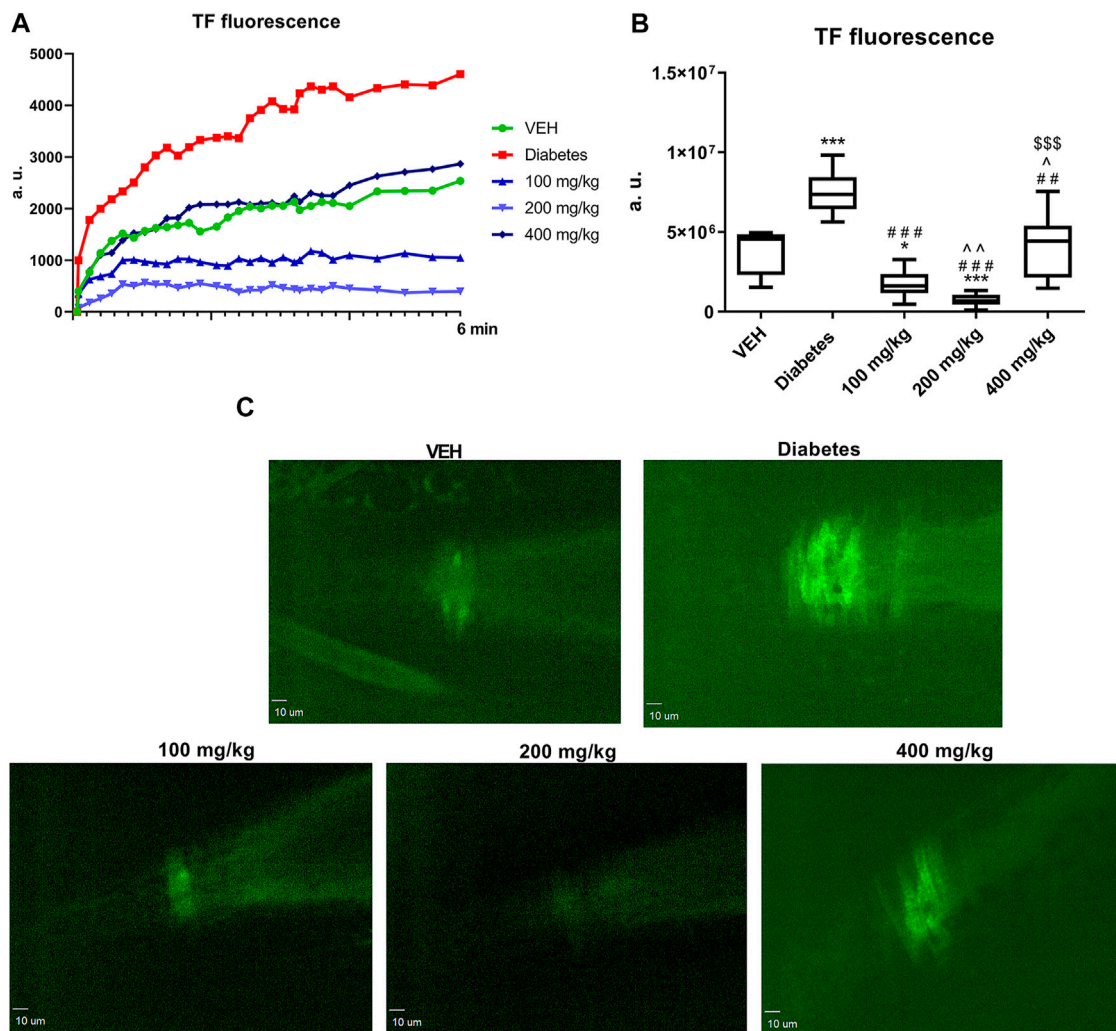 A
TF fluorescence
5000
4000
3000
2000
1000
0
a. u.
6 min
VEH
Diabetes
100 mg/kg
200 mg/kg
400 mg/kg
B
TF fluorescence
1.5×10⁷
1×10⁷
5×10⁶
0
a. u.
***
# # #
*
^ ^
# # #
***
$$$
^
# #
VEH
Diabetes
100 mg/kg
200 mg/kg
400 mg/kg
C
VEH
Diabetes
10 um
10 um
100 mg/kg
200 mg/kg
400 mg/kg
10 um
10 um
10 um